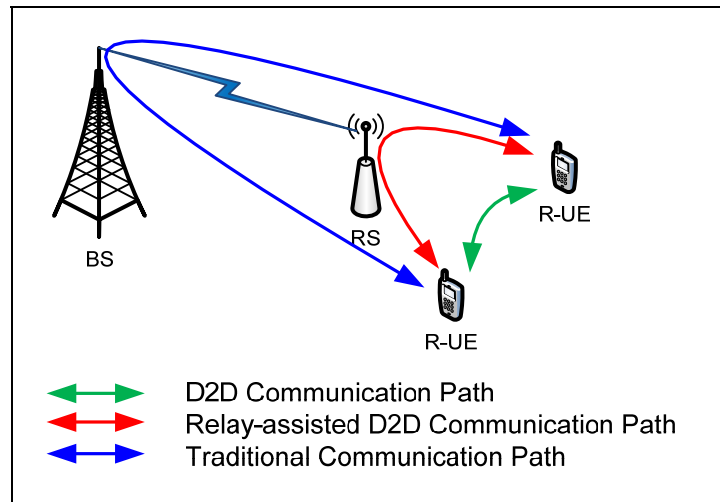 BS
RS
R-UE
R-UE
D2D Communication Path
Relay-assisted D2D Communication Path
Traditional Communication Path